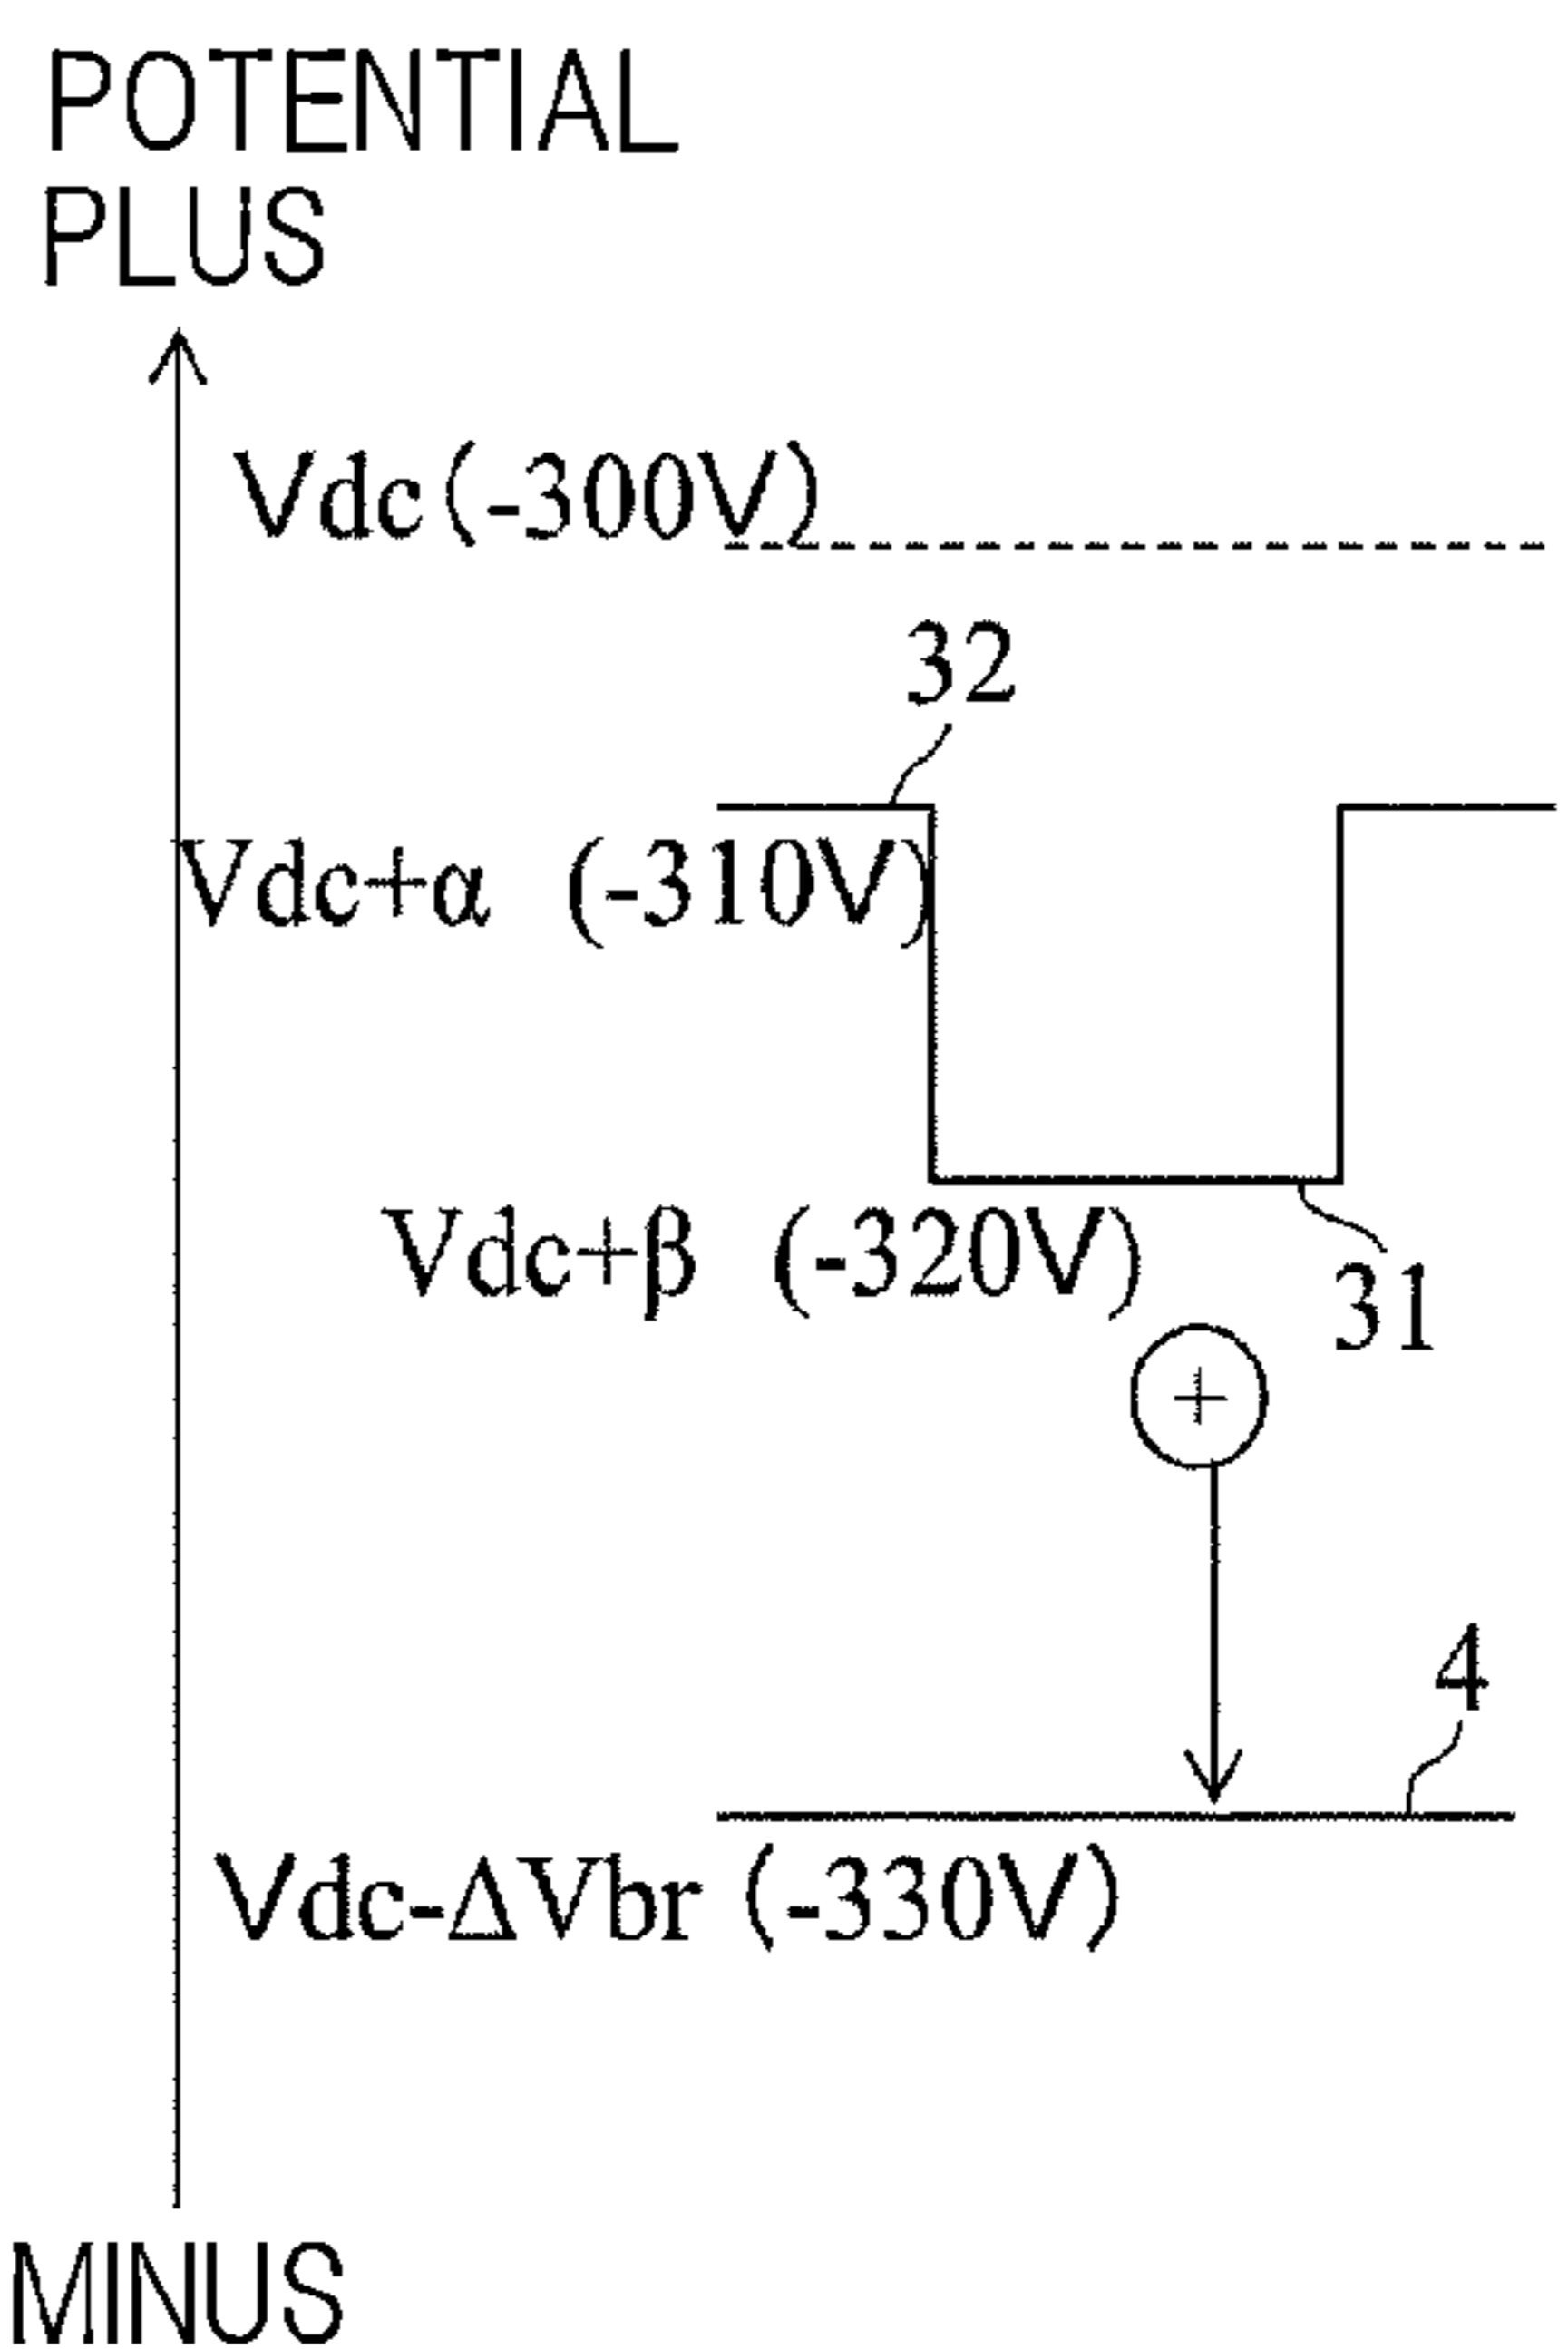 POTENTIAL
PLUS
Vdc(-300V)
32
Vdc+α (-310V)
Vdc+β (-320V)
31
+
4
Vdc-ΔVbr (-330V)
MINUS